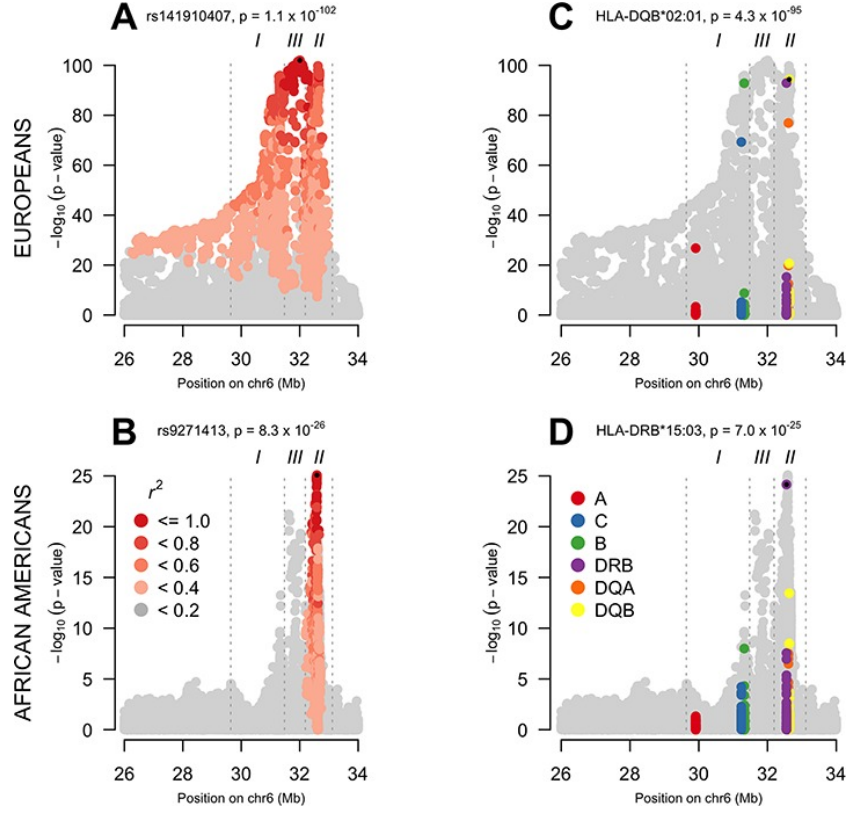 A
rs141910407, p = 1.1 x 10^-102
I III II
EUROPEANS
−log10 (p − value)
100
80
60
40
20
0
26 28 30 32 34
Position on chr6 (Mb)
C
HLA-DQB*02:01, p = 4.3 x 10^-95
I III II
−log10 (p − value)
100
80
60
40
20
0
26 28 30 32 34
Position on chr6 (Mb)
B
rs9271413, p = 8.3 x 10^-26
I III II
AFRICAN AMERICANS
−log10 (p − value)
25
20
15
10
5
0
r^2
<= 1.0
< 0.8
< 0.6
< 0.4
< 0.2
26 28 30 32 34
Position on chr6 (Mb)
D
HLA-DRB*15:03, p = 7.0 x 10^-25
I III II
−log10 (p − value)
25
20
15
10
5
0
A
C
B
DRB
DQA
DQB
26 28 30 32 34
Position on chr6 (Mb)